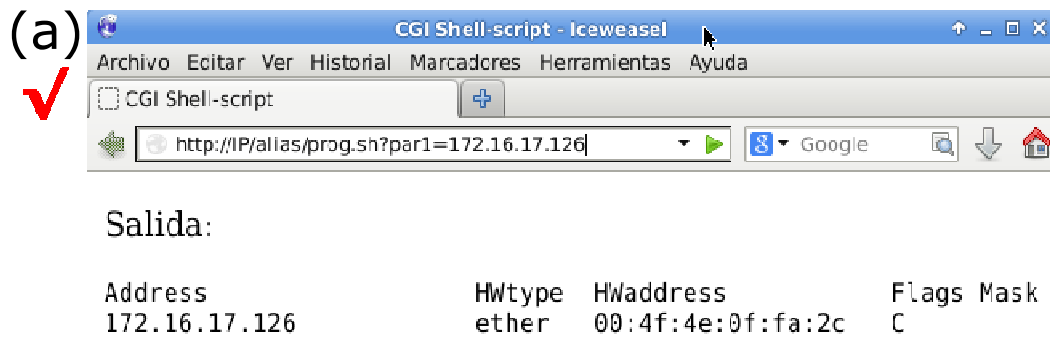 (a)
CGI Shell-script - Iceweasel
Archivo Editar Ver Historial Marcadores Herramientas Ayuda
CGI Shell-script
http://IP/alias/prog.sh?par1=172.16.17.126 8 Google
Salida:
Address HWtype HWaddress Flags Mask
172.16.17.126 ether 00:4f:4e:0f:fa:2c C